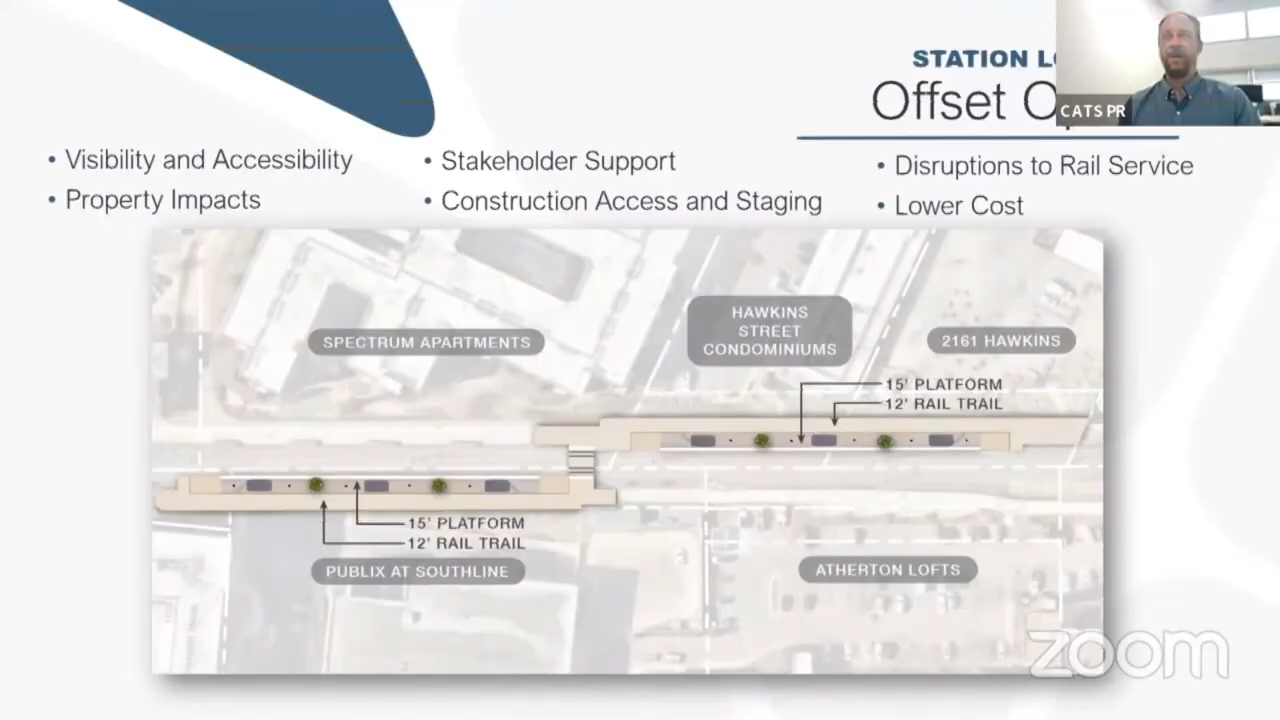 STATION
Offset
CATS PR
• Visibility and Accessibility
• Property Impacts
• Stakeholder Support
• Construction Access and Staging
• Disruptions to Rail Service
• Lower Cost
SPECTRUM APARTMENTS
HAWKINS
STREET
CONDOMINIUMS
2161 HAWKINS
15' PLATFORM
12' RAIL TRAIL
15' PLATFORM
12' RAIL TRAIL
PUBLIX AT SOUTHLINE
ATHERTON LOFTS
zoom